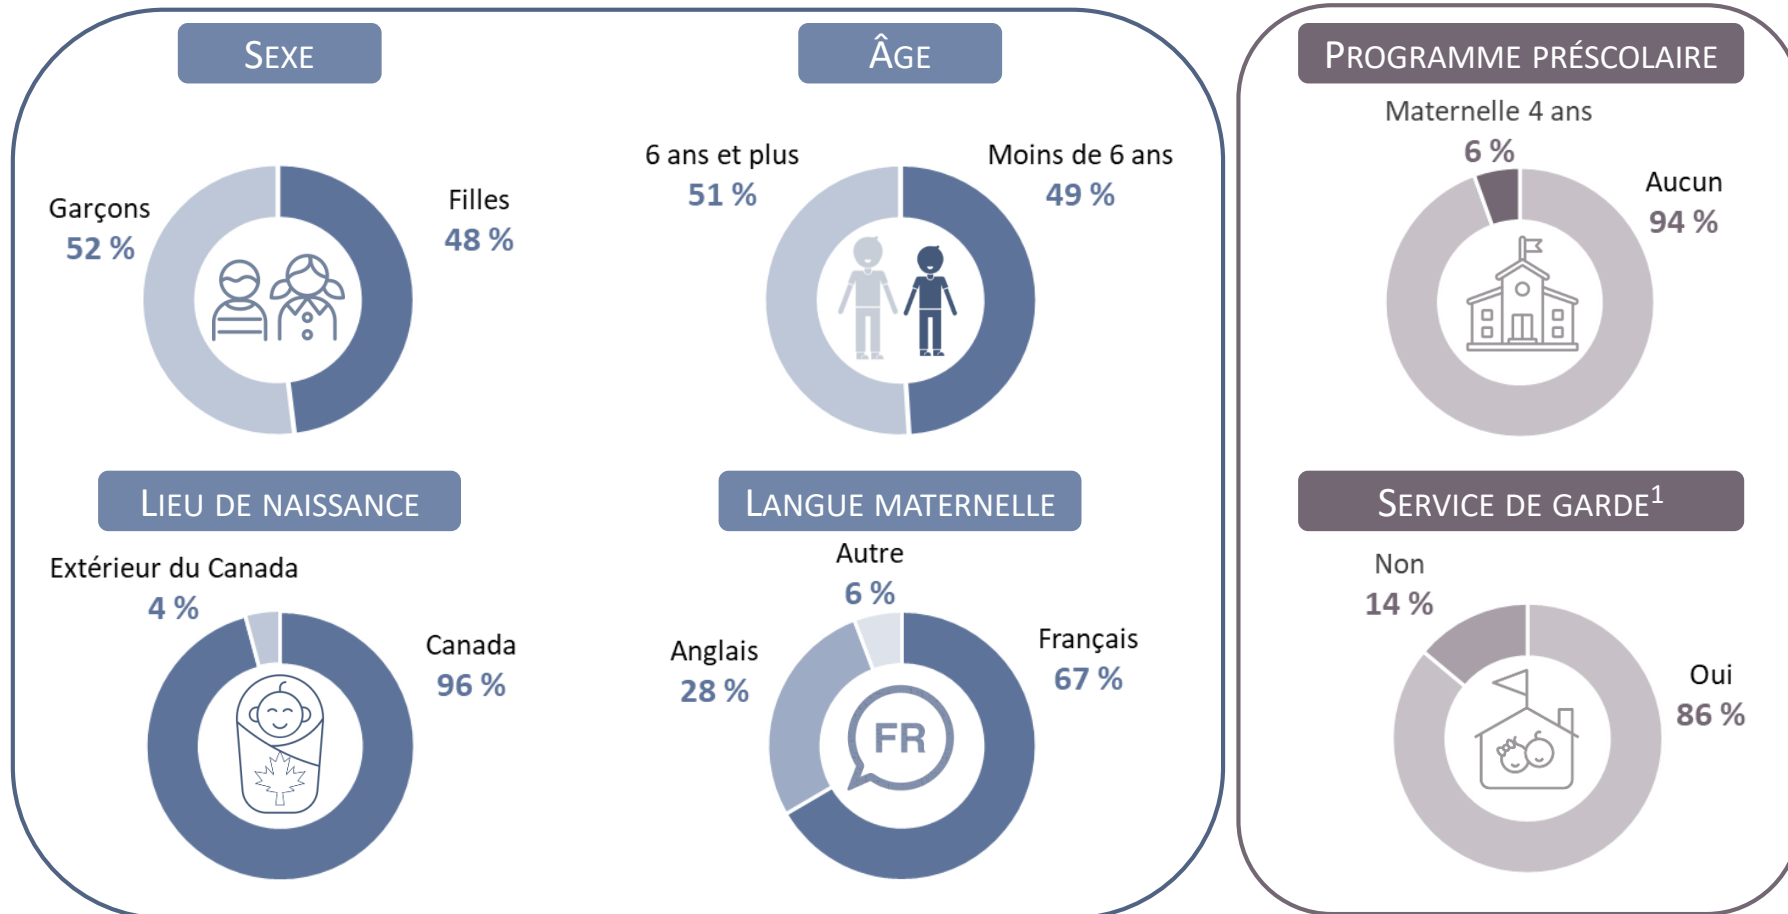 SEXE
Garçons
52 %
Filles
48 %
ÂGE
6 ans et plus
51 %
Moins de 6 ans
49 %
LIEU DE NAISSANCE
Extérieur du Canada
4 %
Canada
96 %
LANGUE MATERNELLE
Autre
6 %
Anglais
28 %
Français
67 %
FR
PROGRAMME PRÉSCOLAIRE
Maternelle 4 ans
6 %
Aucun
94 %
SERVICE DE GARDE¹
Non
14 %
Oui
86 %